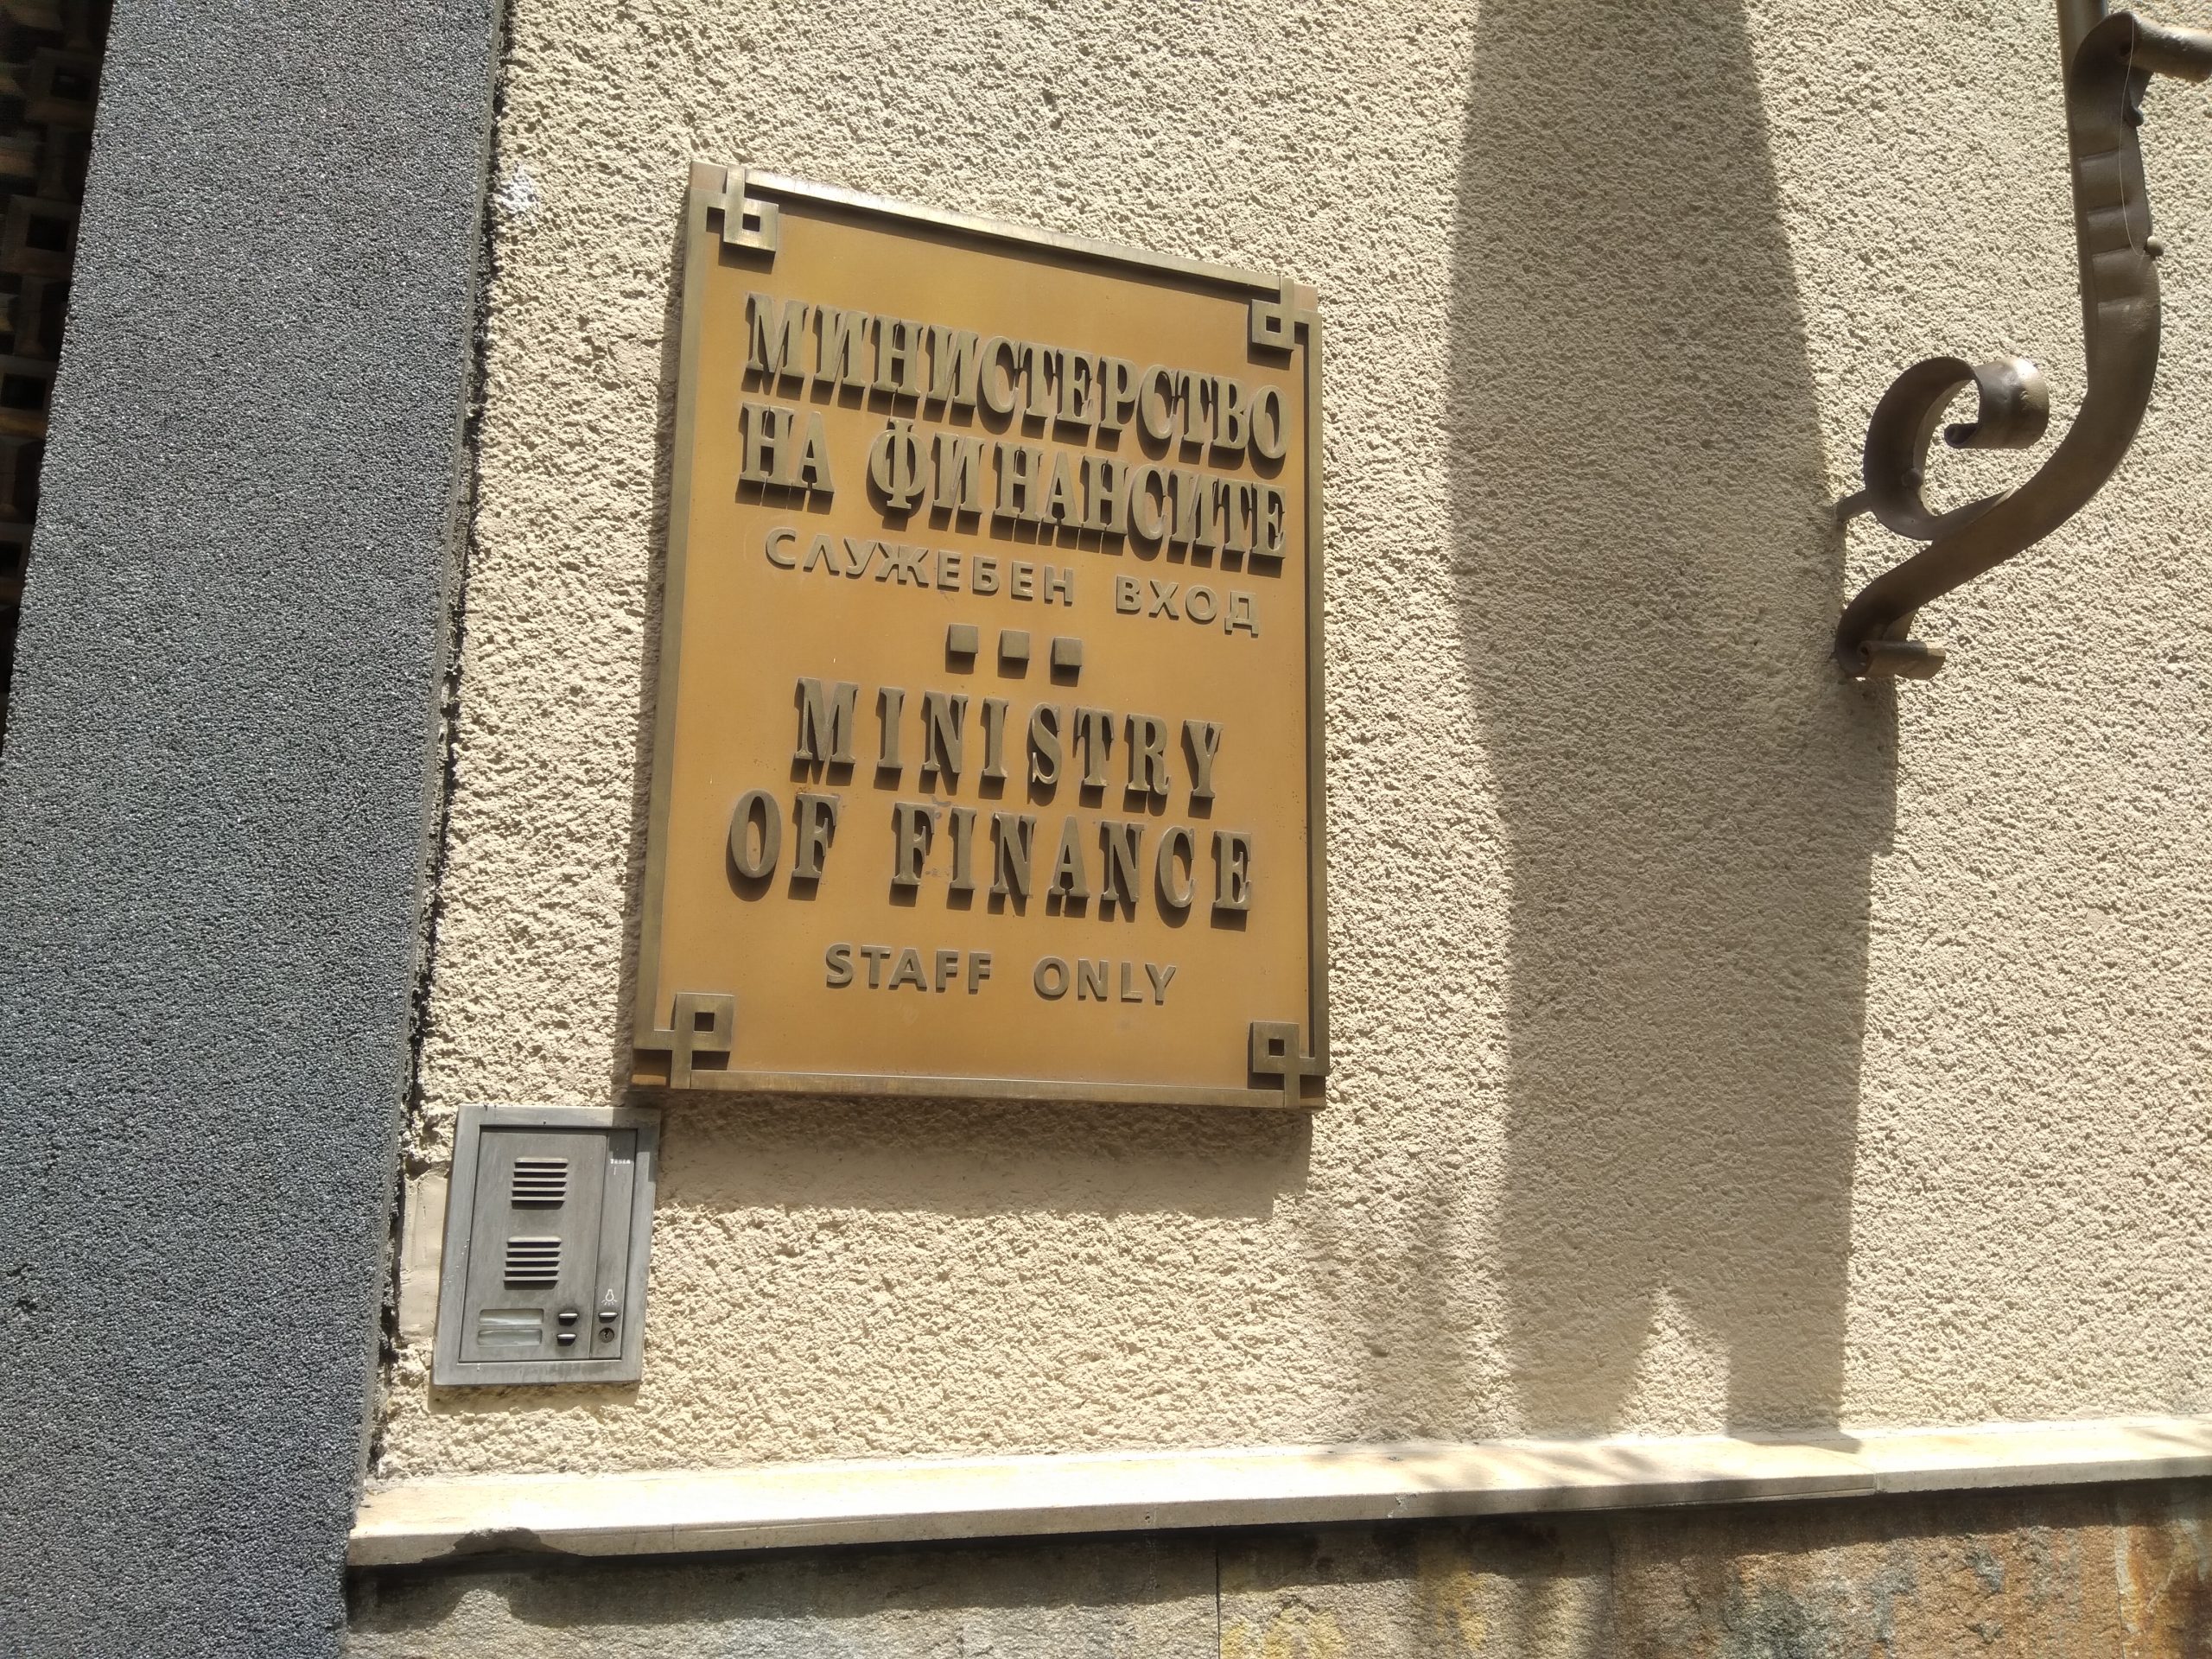 МИНИСТЕРСТВО
НА ФИНАНСИТЕ
СЛУЖЕБЕН ВХОД
MINISTRY
OF FINANCE
STAFF ONLY